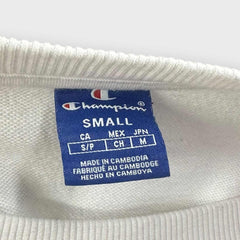 Champion
SMALL
CA MEX JPN
S/P CH M
MADE IN CAMBODIA
FABRIQUÉ AU CAMBODGE
HECHO EN CAMBOYA